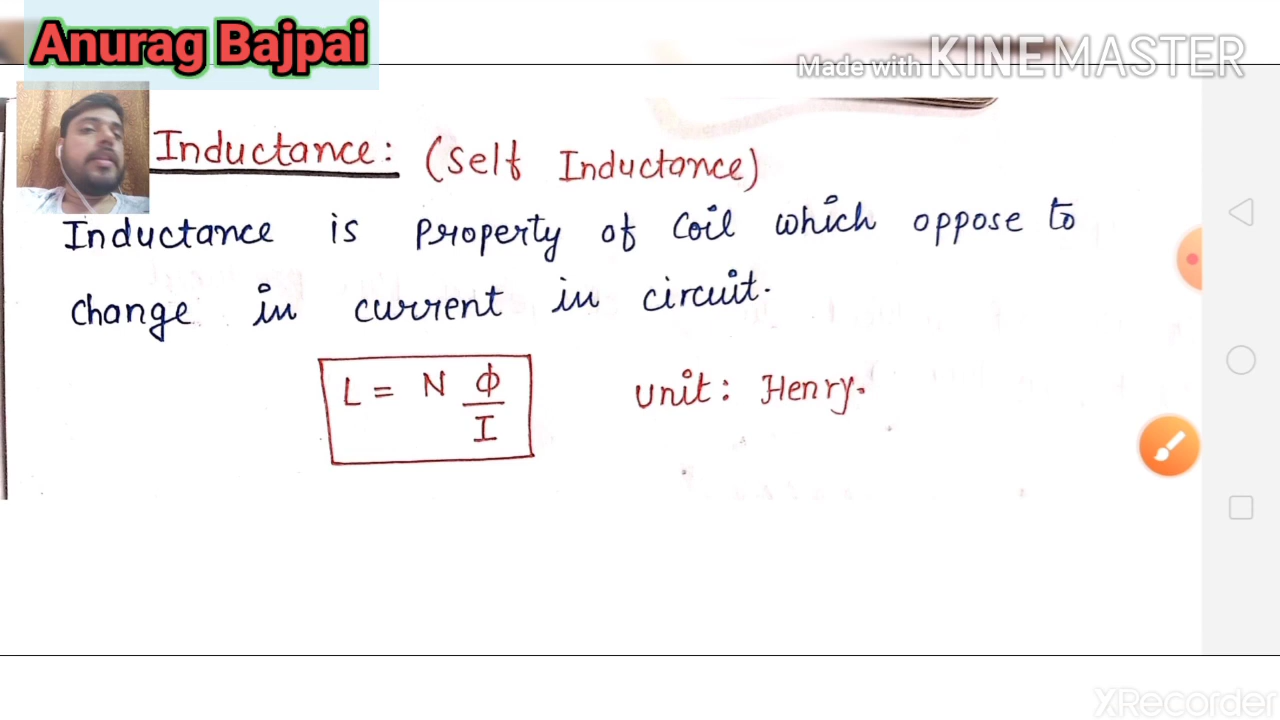 Anurag Bajpai
Made with KINEMASTER
Inductance: (Self Inductance)
Inductance is property of coil which oppose to
change in current in circuit.
L = N Φ
I
unit: Henry.
XRecorder